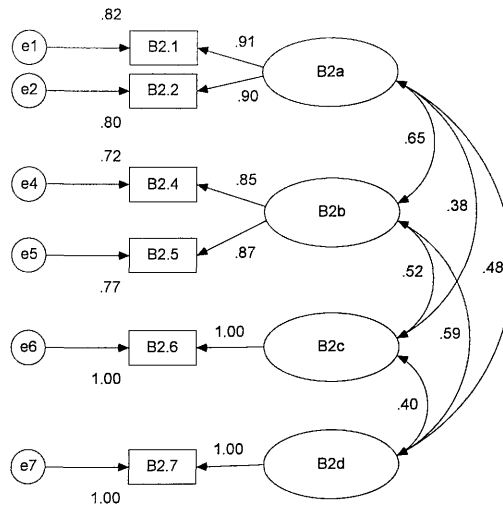 .82
e1 B2.1 .91
B2a
e2 B2.2 .90
.80
.65
.72
e4 B2.4 .85
.38
B2b
.48
e5 B2.5 .87
.52
.77
.59
e6 B2.6 1.00 B2c
1.00
.40
e7 B2.7 1.00 B2d
1.00